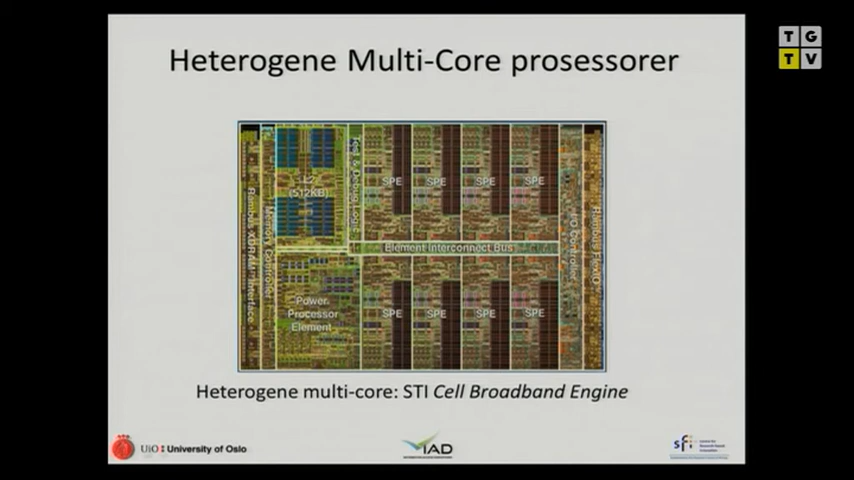 Heterogene Multi-Core prosessorer
TG
TV
Rambus XDRAM Interface
Memory Controller
L2
(512KB)
Test & Debug Logic
SPE SPE SPE SPE
Element Interconnect Bus
Power
Processor
Element
SPE SPE SPE SPE
I/O Controller
Rambus FlexIO
Heterogene multi-core: STI Cell Broadband Engine
UiO: University of Oslo
iAD
sfi